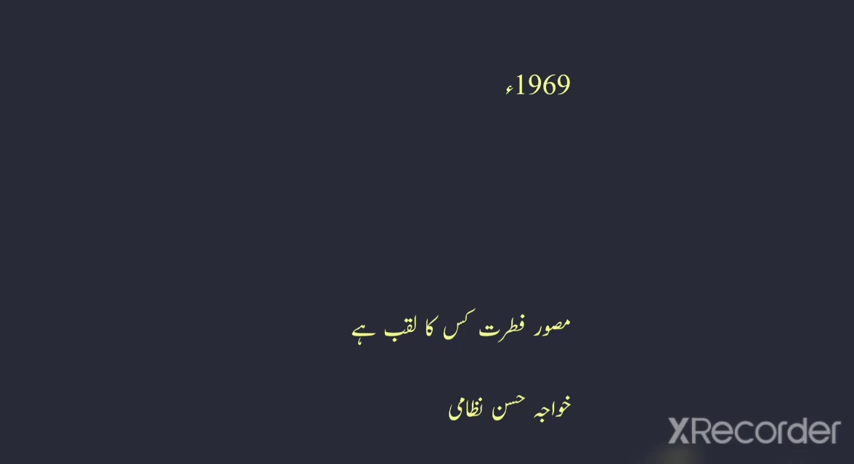 1969ء
مصور فطرت کس کا لقب ہے
خواجہ حسن نظامی
XRecorder